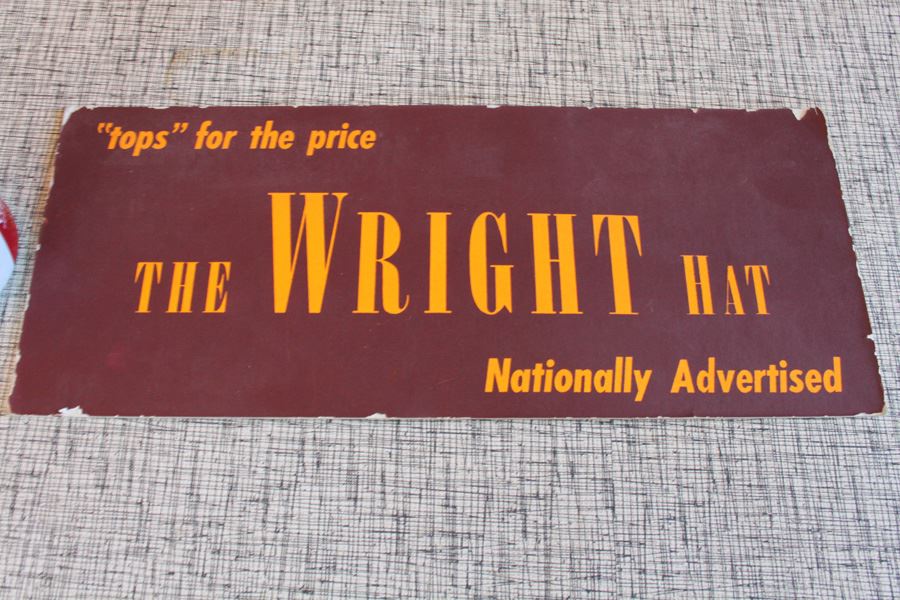 "tops" for the price
THE WRIGHT HAT
Nationally Advertised